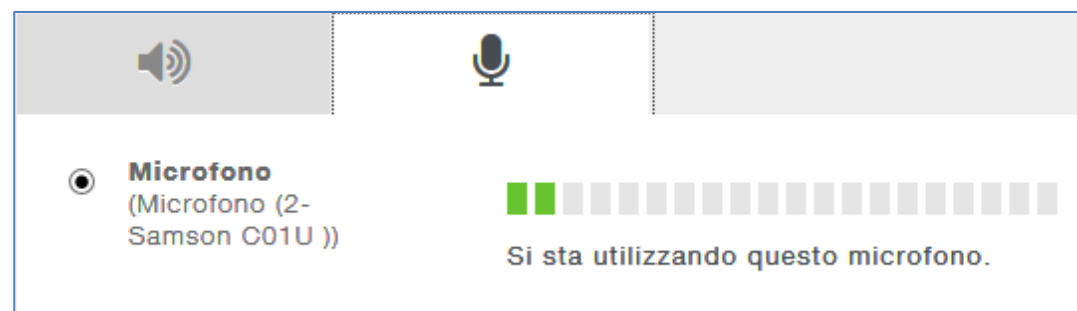 Microfono
(Microfono (2-
Samson C01U ))
Si sta utilizzando questo microfono.